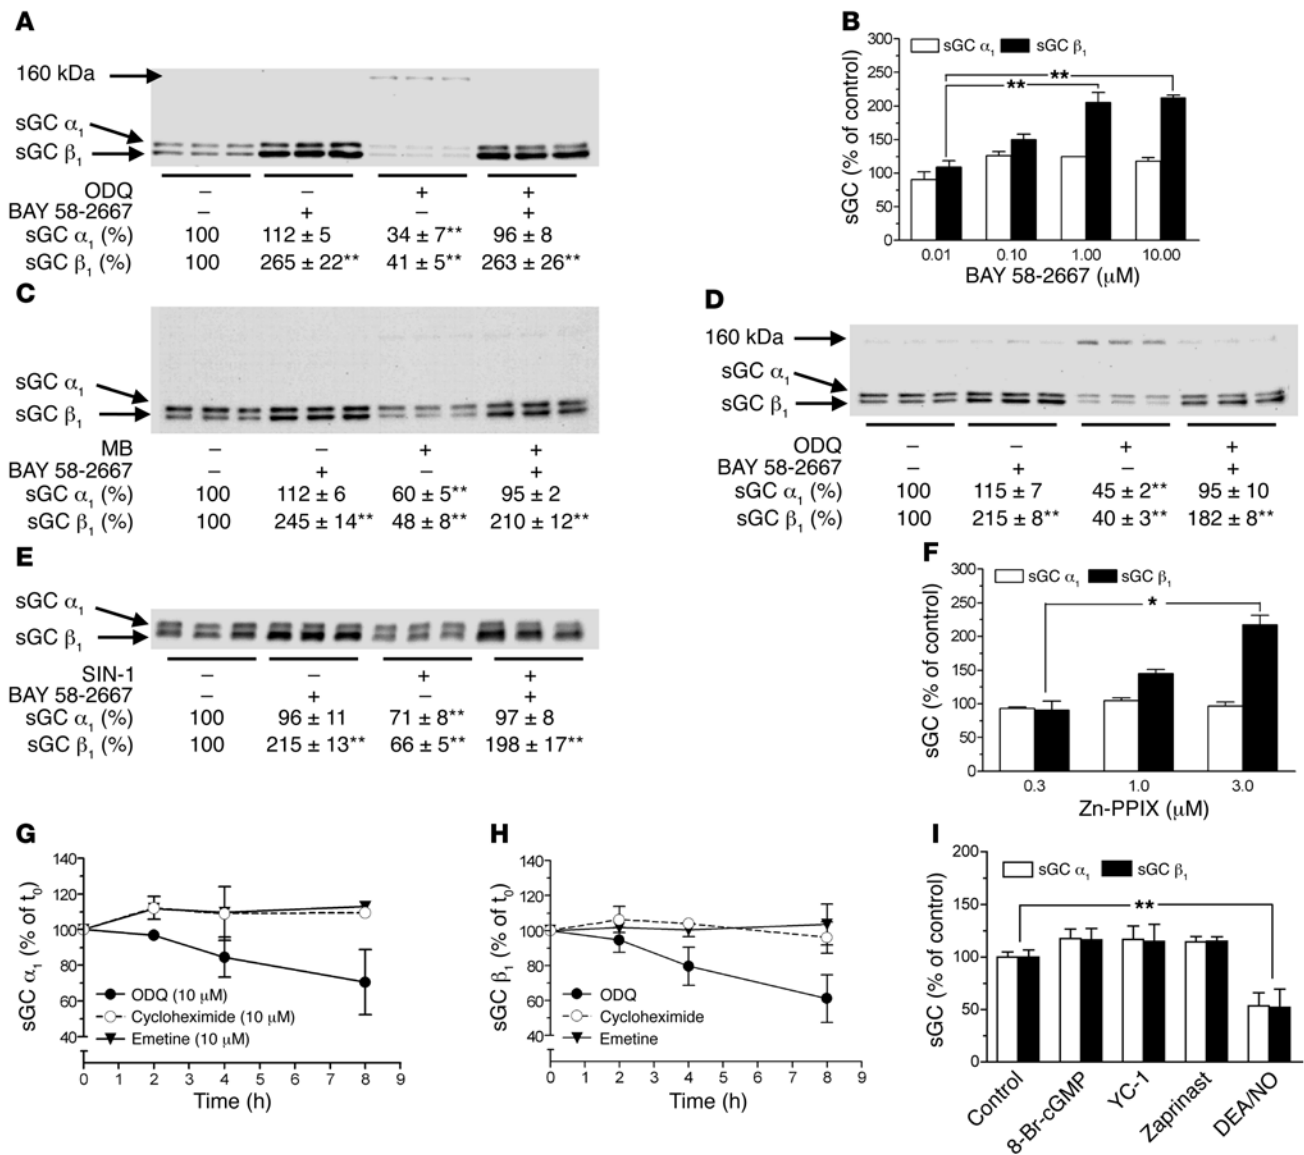 A
160 kDa
sGC α1
sGC β1
ODQ – – + +
BAY 58-2667 – + – +
sGC α1 (%) 100 112 ± 5 34 ± 7** 96 ± 8
sGC β1 (%) 100 265 ± 22** 41 ± 5** 263 ± 26**
B
sGC α1 sGC β1
sGC (% of control)
300
250
200
150
100
50
0
**
**
0.01 0.10 1.00 10.00
BAY 58-2667 (μM)
C
sGC α1
sGC β1
MB – – + +
BAY 58-2667 – + – +
sGC α1 (%) 100 112 ± 6 60 ± 5** 95 ± 2
sGC β1 (%) 100 245 ± 14** 48 ± 8** 210 ± 12**
D
160 kDa
sGC α1
sGC β1
ODQ – – + +
BAY 58-2667 – + – +
sGC α1 (%) 100 115 ± 7 45 ± 2** 95 ± 10
sGC β1 (%) 100 215 ± 8** 40 ± 3** 182 ± 8**
E
sGC α1
sGC β1
SIN-1 – – + +
BAY 58-2667 – + – +
sGC α1 (%) 100 96 ± 11 71 ± 8** 97 ± 8
sGC β1 (%) 100 215 ± 13** 66 ± 5** 198 ± 17**
F
sGC α1 sGC β1
sGC (% of control)
300
250
200
150
100
50
0
*
0.3 1.0 3.0
Zn-PPIX (μM)
G
sGC α1 (% of t0)
140
120
100
80
60
40
ODQ (10 μM)
Cycloheximide (10 μM)
Emetine (10 μM)
0 1 2 3 4 5 6 7 8 9
Time (h)
H
sGC β1 (% of t0)
140
120
100
80
60
40
ODQ
Cycloheximide
Emetine
0 1 2 3 4 5 6 7 8 9
Time (h)
I
sGC α1 sGC β1
sGC (% of control)
200
150
100
50
0
**
Control 8-Br-cGMP YC-1 Zaprinast DEA/NO